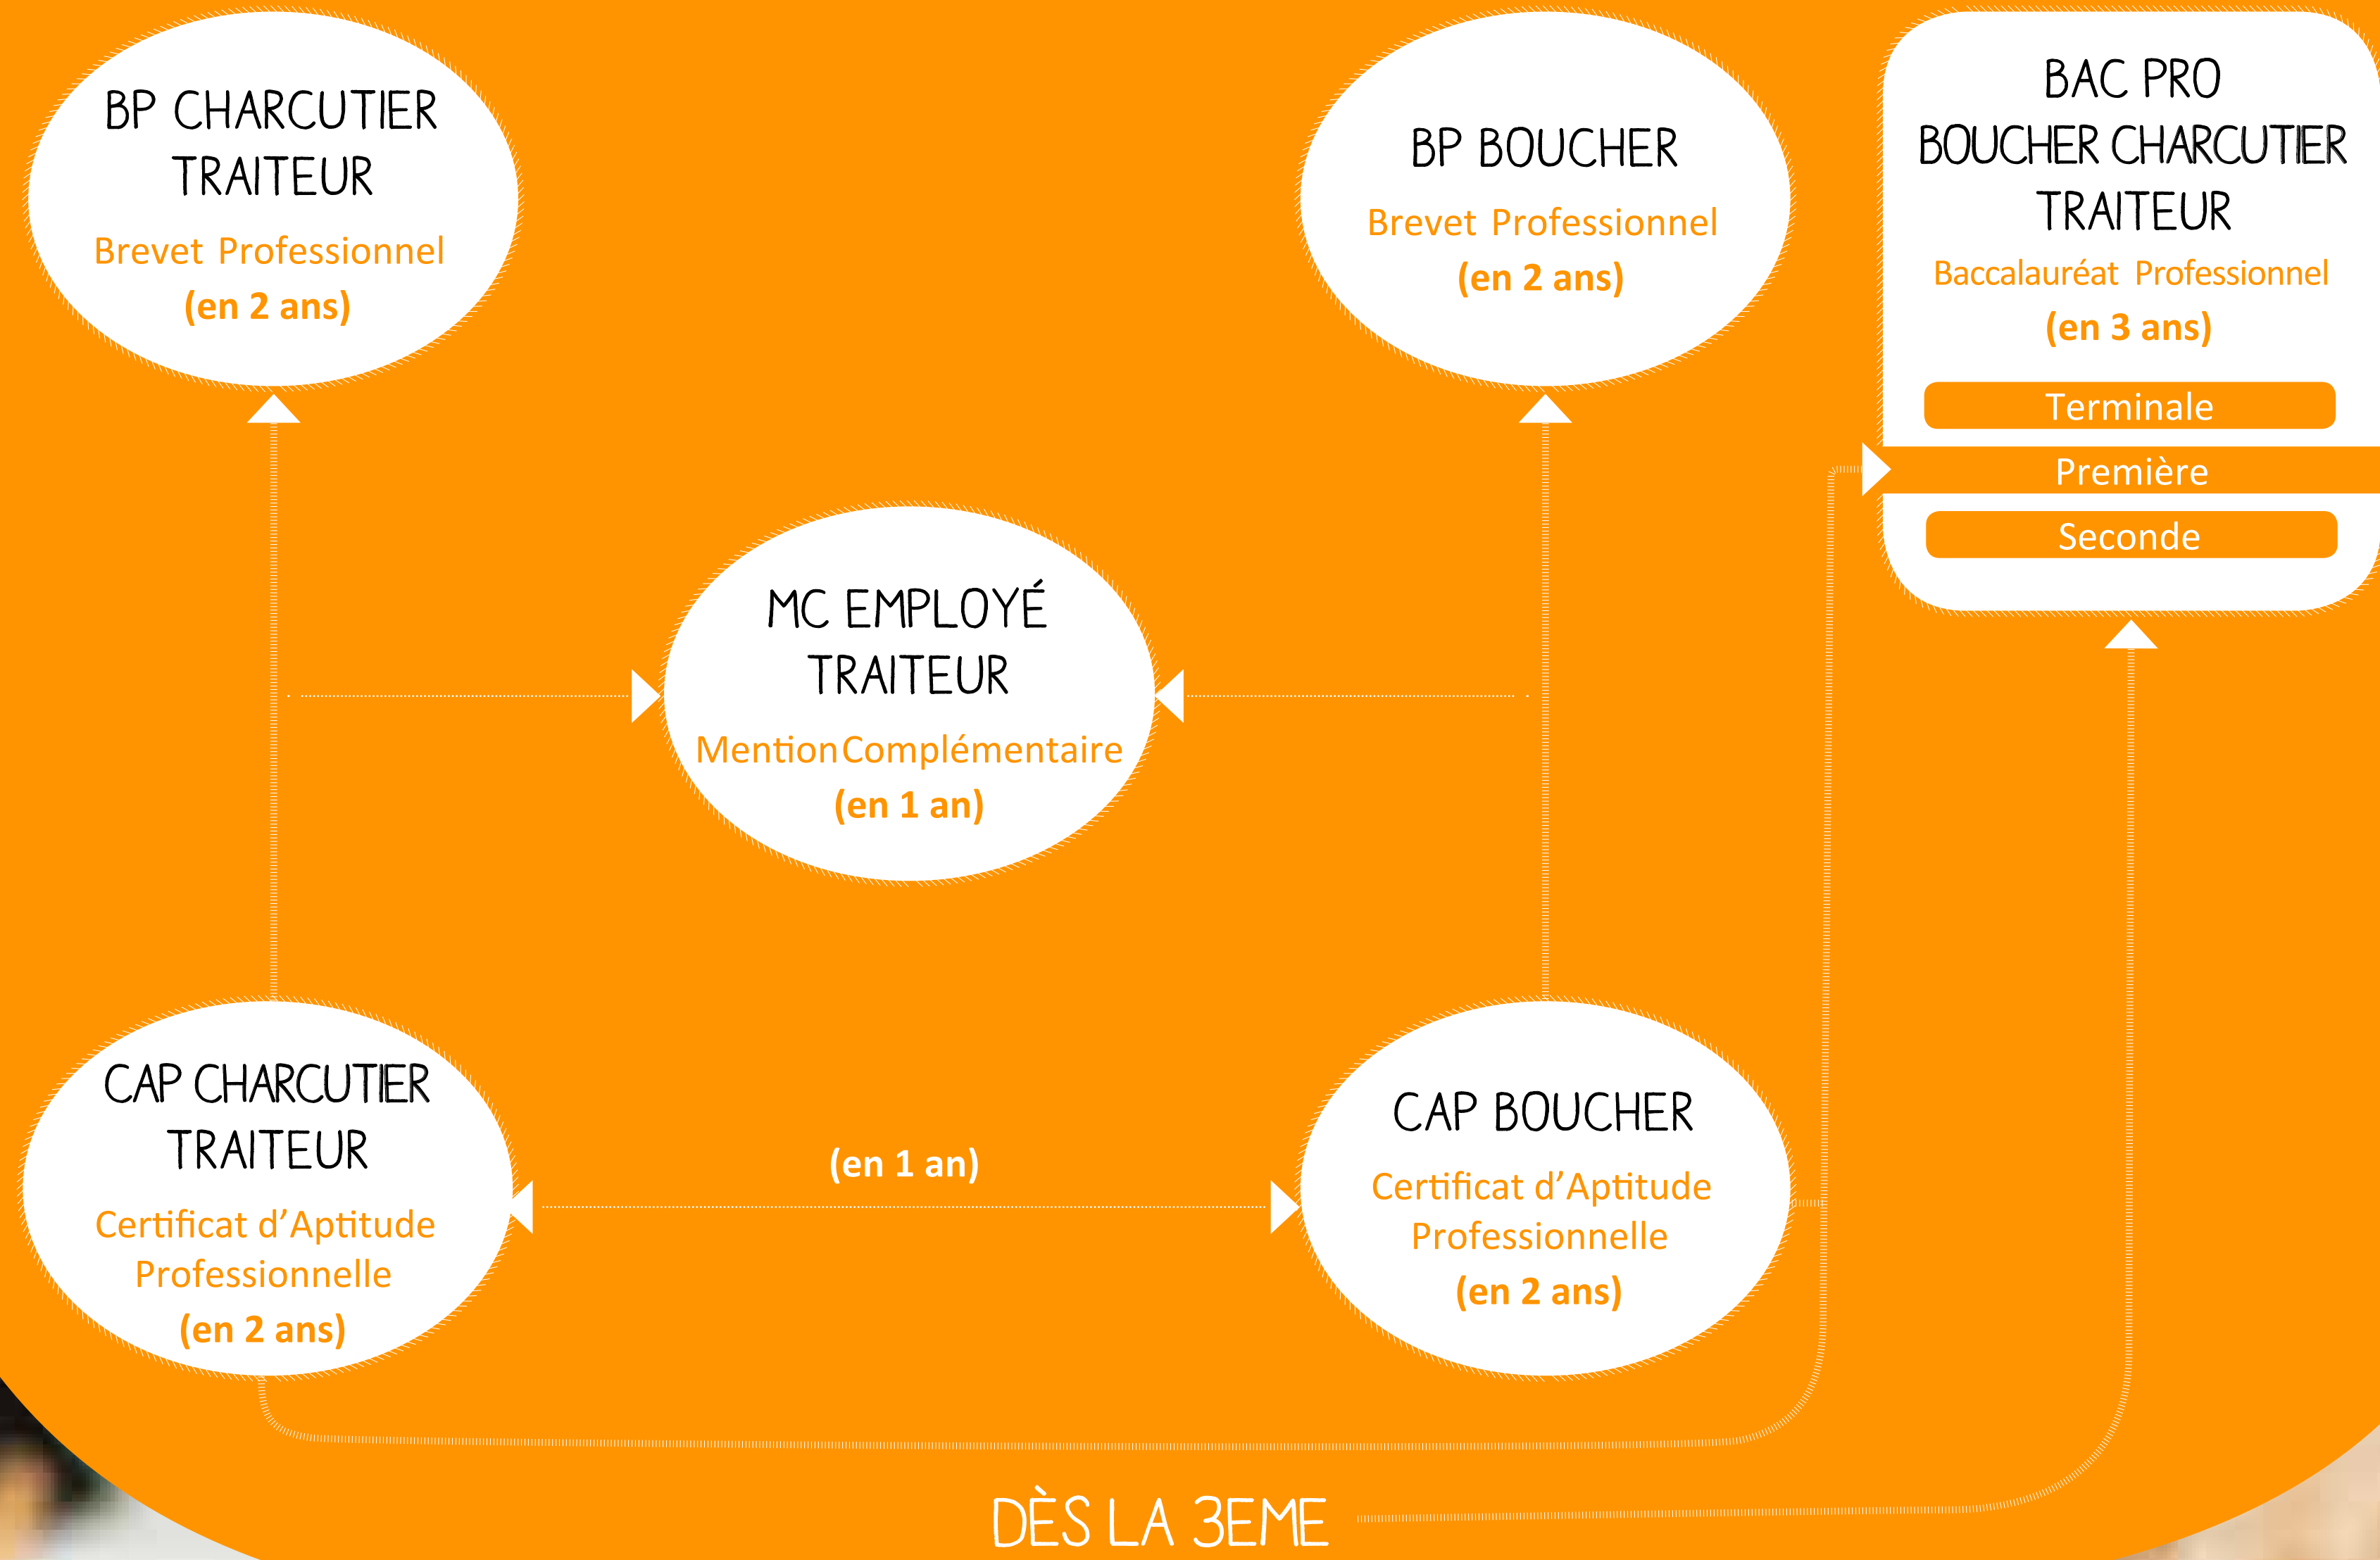 BP CHARCUTIER
TRAITEUR
Brevet Professionnel
(en 2 ans)
BP BOUCHER
Brevet Professionnel
(en 2 ans)
BAC PRO
BOUCHER CHARCUTIER
TRAITEUR
Baccalauréat Professionnel
(en 3 ans)
Terminale
Première
Seconde
MC EMPLOYÉ
TRAITEUR
Mention Complémentaire
(en 1 an)
CAP CHARCUTIER
TRAITEUR
Certificat d’Aptitude
Professionnelle
(en 2 ans)
(en 1 an)
CAP BOUCHER
Certificat d’Aptitude
Professionnelle
(en 2 ans)
DÈS LA 3EME